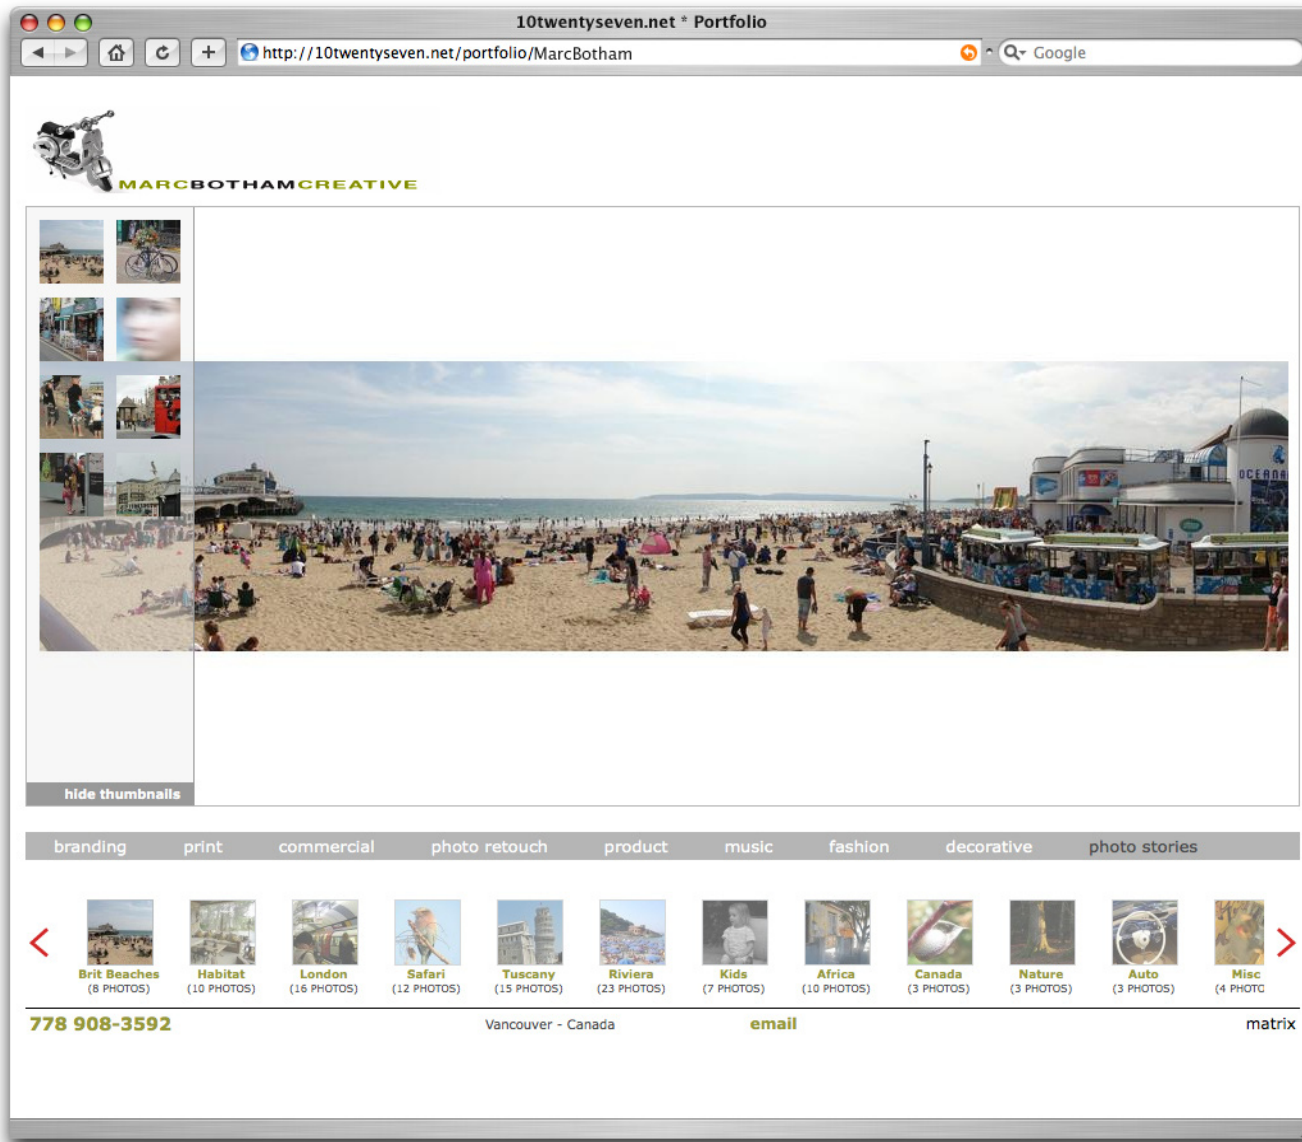 10twentyseven.net * Portfolio
http://10twentyseven.net/portfolio/MarcBotham
Google
MARCBOTHAMCREATIVE
OCEANA
hide thumbnails
branding print commercial photo retouch product music fashion decorative photo stories
Brit Beaches Habitat London Safari Tuscany Riviera Kids Africa Canada Nature Auto Misc
(8 PHOTOS) (10 PHOTOS) (16 PHOTOS) (12 PHOTOS) (15 PHOTOS) (23 PHOTOS) (7 PHOTOS) (10 PHOTOS) (3 PHOTOS) (3 PHOTOS) (3 PHOTOS) (4 PHOTC
778 908-3592 Vancouver - Canada email matrix